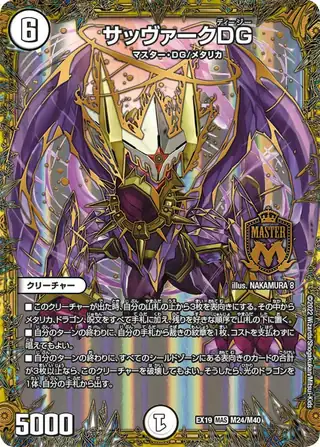 6
ディージー
サッヴァークDG
マスター・DG/メタリカ
MASTER
M
illus. NAKAMURA 8
クリーチャー
■このクリーチャーが出た時、自分の山札の上から3枚を表向きにする。その中から
メタリカ、ドラゴン、呪文をすべて手札に加え、残りを好きな順序で山札の下に置く。
■自分のターンの終わりに、自分の表向きの裁きの紋章を1枚、コストを支払わずに
唱えてもよい。
■自分のターンの終わりに、すべてのシールドゾーンにある表向きのカードの合計
が3枚以上なら、このクリーチャーを破壊してもよい。そうしたら、光のドラゴンを
1体、自分の手札から出す。
5000
EX19 MAS M24/M40